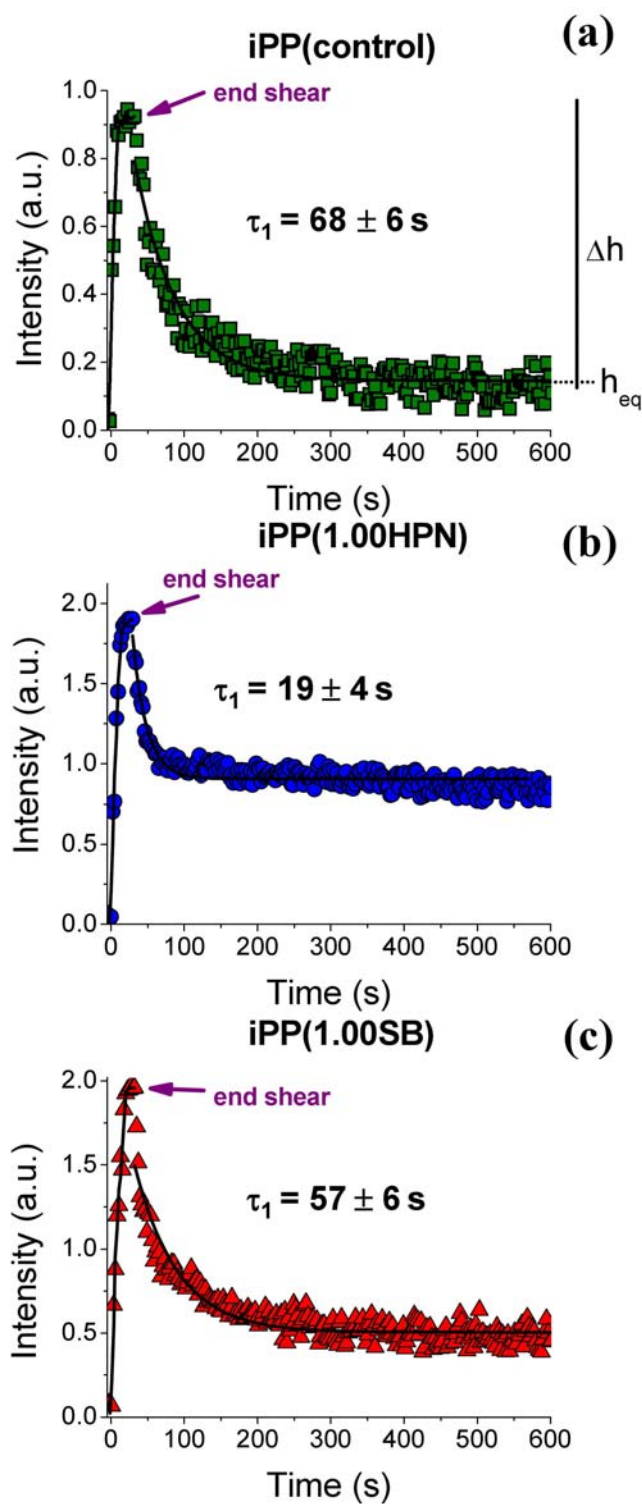 (a)
iPP(control)
end shear
τ₁ = 68 ± 6 s
Δh
h_eq
Intensity (a.u.)
1.0
0.8
0.6
0.4
0.2
0.0
0 100 200 300 400 500 600
Time (s)
iPP(1.00HPN)
(b)
end shear
τ₁ = 19 ± 4 s
Intensity (a.u.)
2.0
1.5
1.0
0.5
0.0
0 100 200 300 400 500 600
Time (s)
iPP(1.00SB)
(c)
end shear
τ₁ = 57 ± 6 s
Intensity (a.u.)
2.0
1.5
1.0
0.5
0.0
0 100 200 300 400 500 600
Time (s)